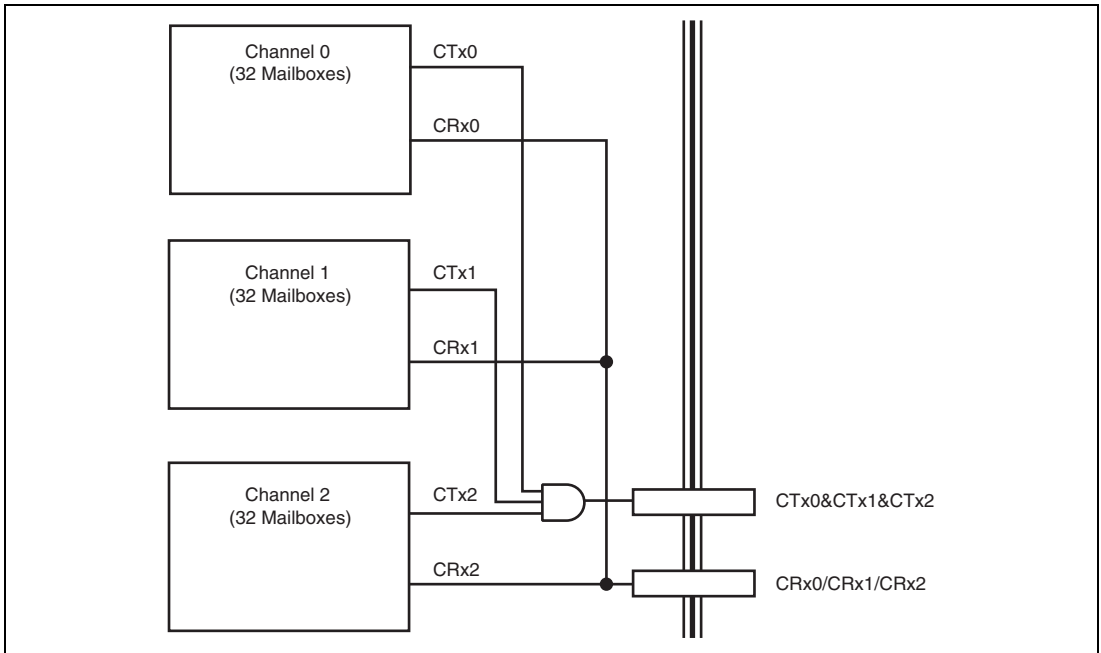 Channel 0
(32 Mailboxes)
CTx0
CRx0
Channel 1
(32 Mailboxes)
CTx1
CRx1
Channel 2
(32 Mailboxes)
CTx2
CRx2
CTx0&CTx1&CTx2
CRx0/CRx1/CRx2